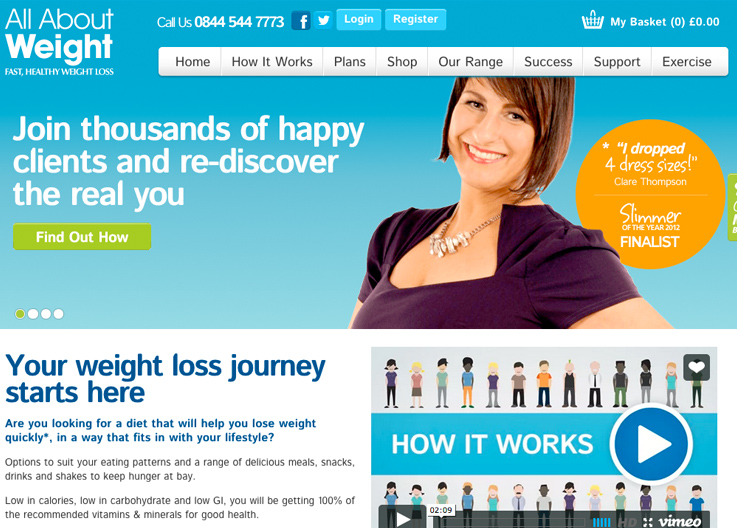 All About
Weight
FAST, HEALTHY WEIGHT LOSS
Call Us 0844 544 7773
Login
Register
My Basket (0) £0.00
Home
How It Works
Plans
Shop
Our Range
Success
Support
Exercise
Join thousands of happy
clients and re-discover
the real you
Find Out How
* "I dropped
4 dress sizes!"
Clare Thompson
Slimmer
OF THE YEAR 2012
FINALIST
Your weight loss journey
starts here
Are you looking for a diet that will help you lose weight
quickly*, in a way that fits in with your lifestyle?
Options to suit your eating patterns and a range of delicious meals, snacks,
drinks and shakes to keep hunger at bay.
Low in calories, low in carbohydrate and low GI, you will be getting 100% of
the recommended vitamins & minerals for good health.
HOW IT WORKS
02:09
HD
vimeo